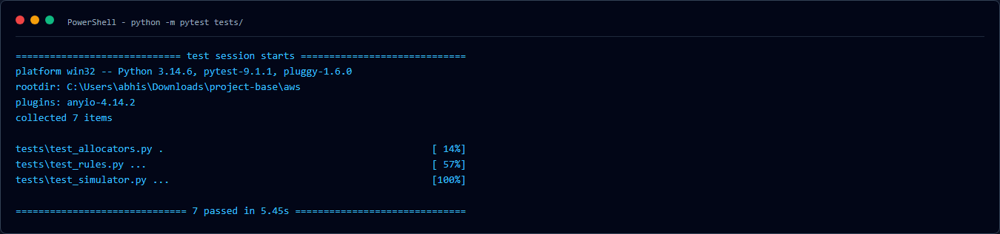 PowerShell - python -m pytest tests/
============================= test session starts =============================
platform win32 -- Python 3.14.6, pytest-9.1.1, pluggy-1.6.0
rootdir: C:\Users\abhis\Downloads\project-base\aws
plugins: anyio-4.14.2
collected 7 items
tests\test_allocators.py . [ 14%]
tests\test_rules.py ... [ 57%]
tests\test_simulator.py ... [100%]
============================== 7 passed in 5.45s ==============================